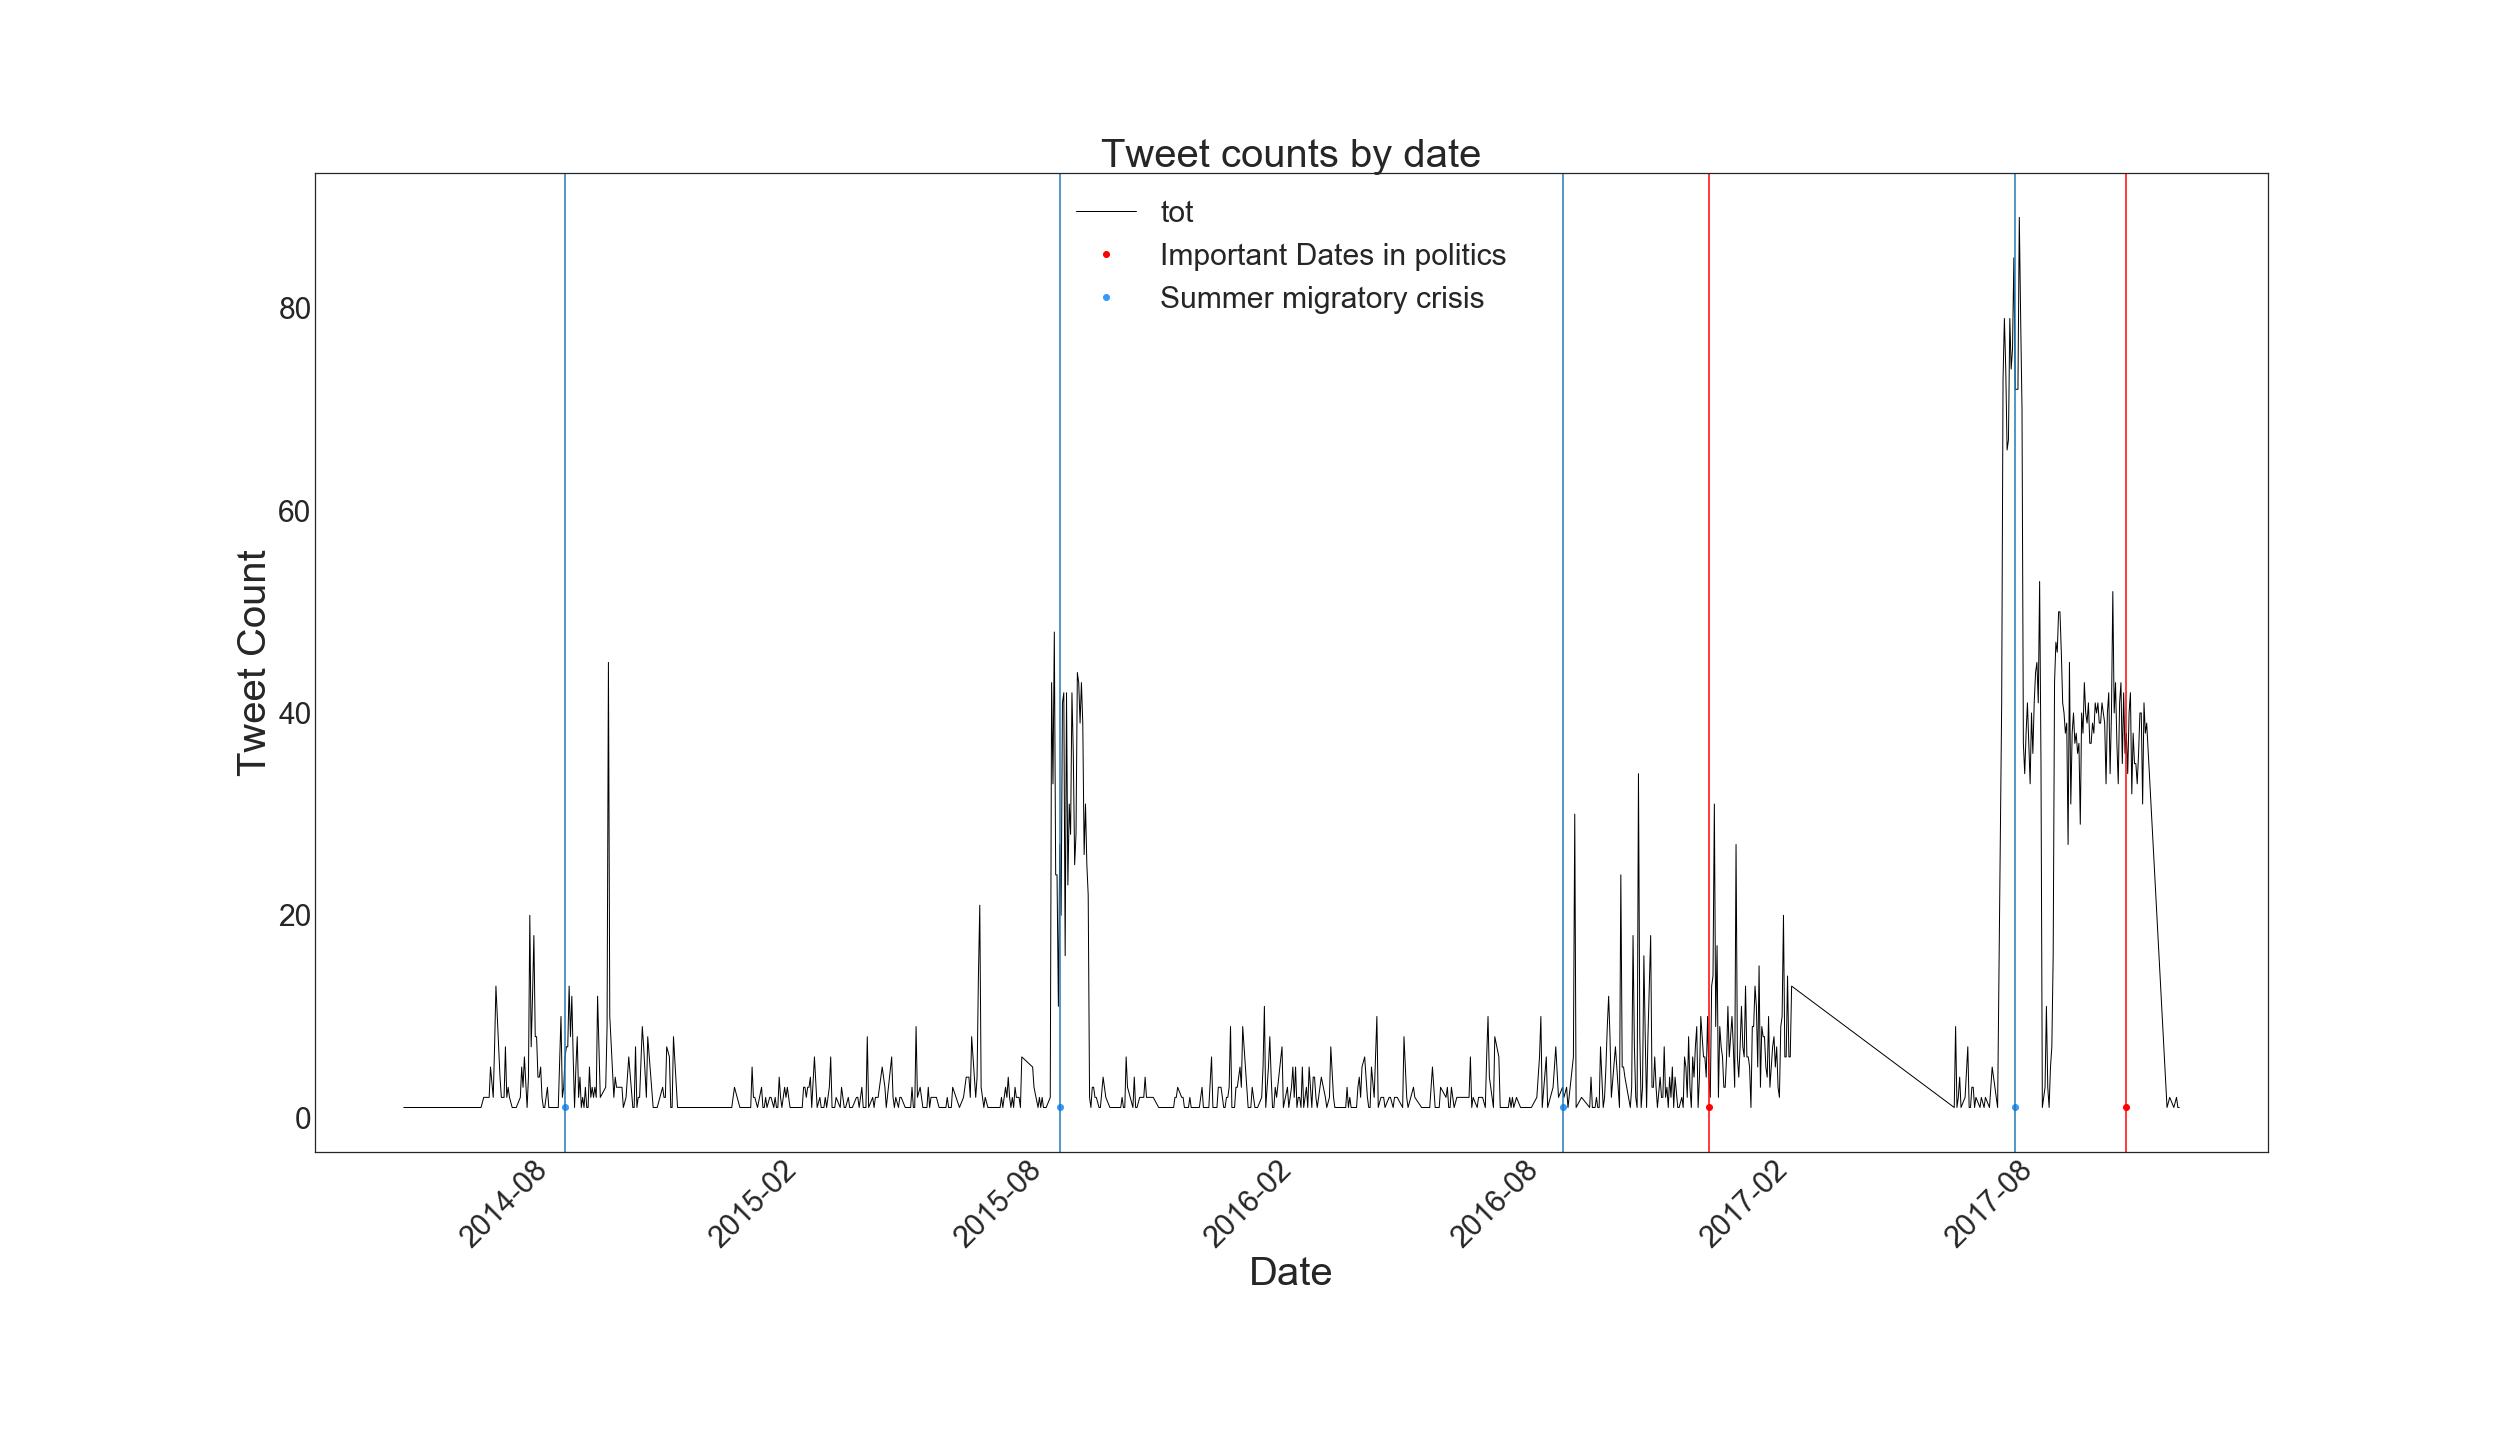 Tweet counts by date
tot
Important Dates in politics
Summer migratory crisis
80
60
40
20
0
Tweet Count
2014-08
2015-02
2015-08
2016-02
2016-08
2017-02
2017-08
Date